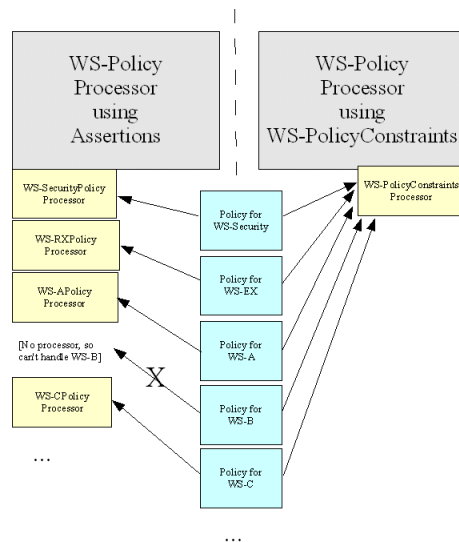 WS-Policy
Processor
using
Assertions
WS-Policy
Processor
using
WS-PolicyConstraints
WS-SecurityPolicy
Processor
WS-RXPolicy
Processor
WS-APolicy
Processor
[No processor, so
can't handle WS-B]
WS-CPolicy
Processor
...
X
Policy for
WS-Security
Policy for
WS-EX
Policy for
WS-A
Policy for
WS-B
Policy for
WS-C
...
WS-PolicyConstraints
Processor